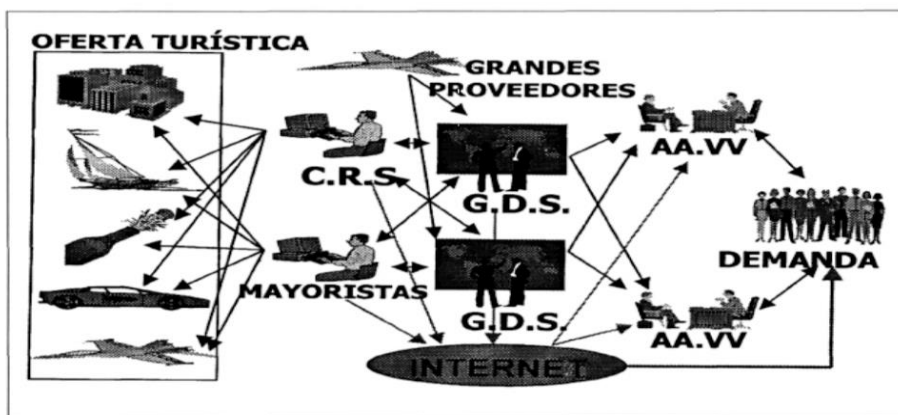 OFERTA TURÍSTICA
GRANDES
PROVEEDORES
AA.VV
C.R.S.
G.D.S.
DEMANDA
MAYORISTAS
G.D.S.
AA.VV
INTERNET